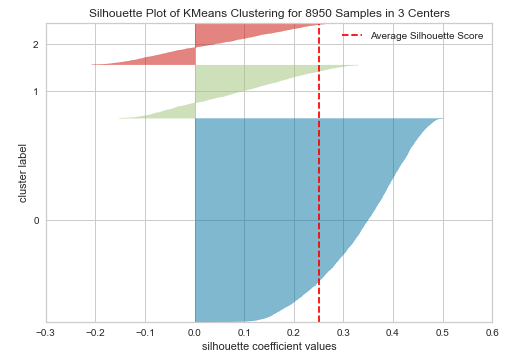 Silhouette Plot of KMeans Clustering for 8950 Samples in 3 Centers
Average Silhouette Score
cluster label
2
1
0
−0.3 −0.2 −0.1 0.0 0.1 0.2 0.3 0.4 0.5 0.6
silhouette coefficient values